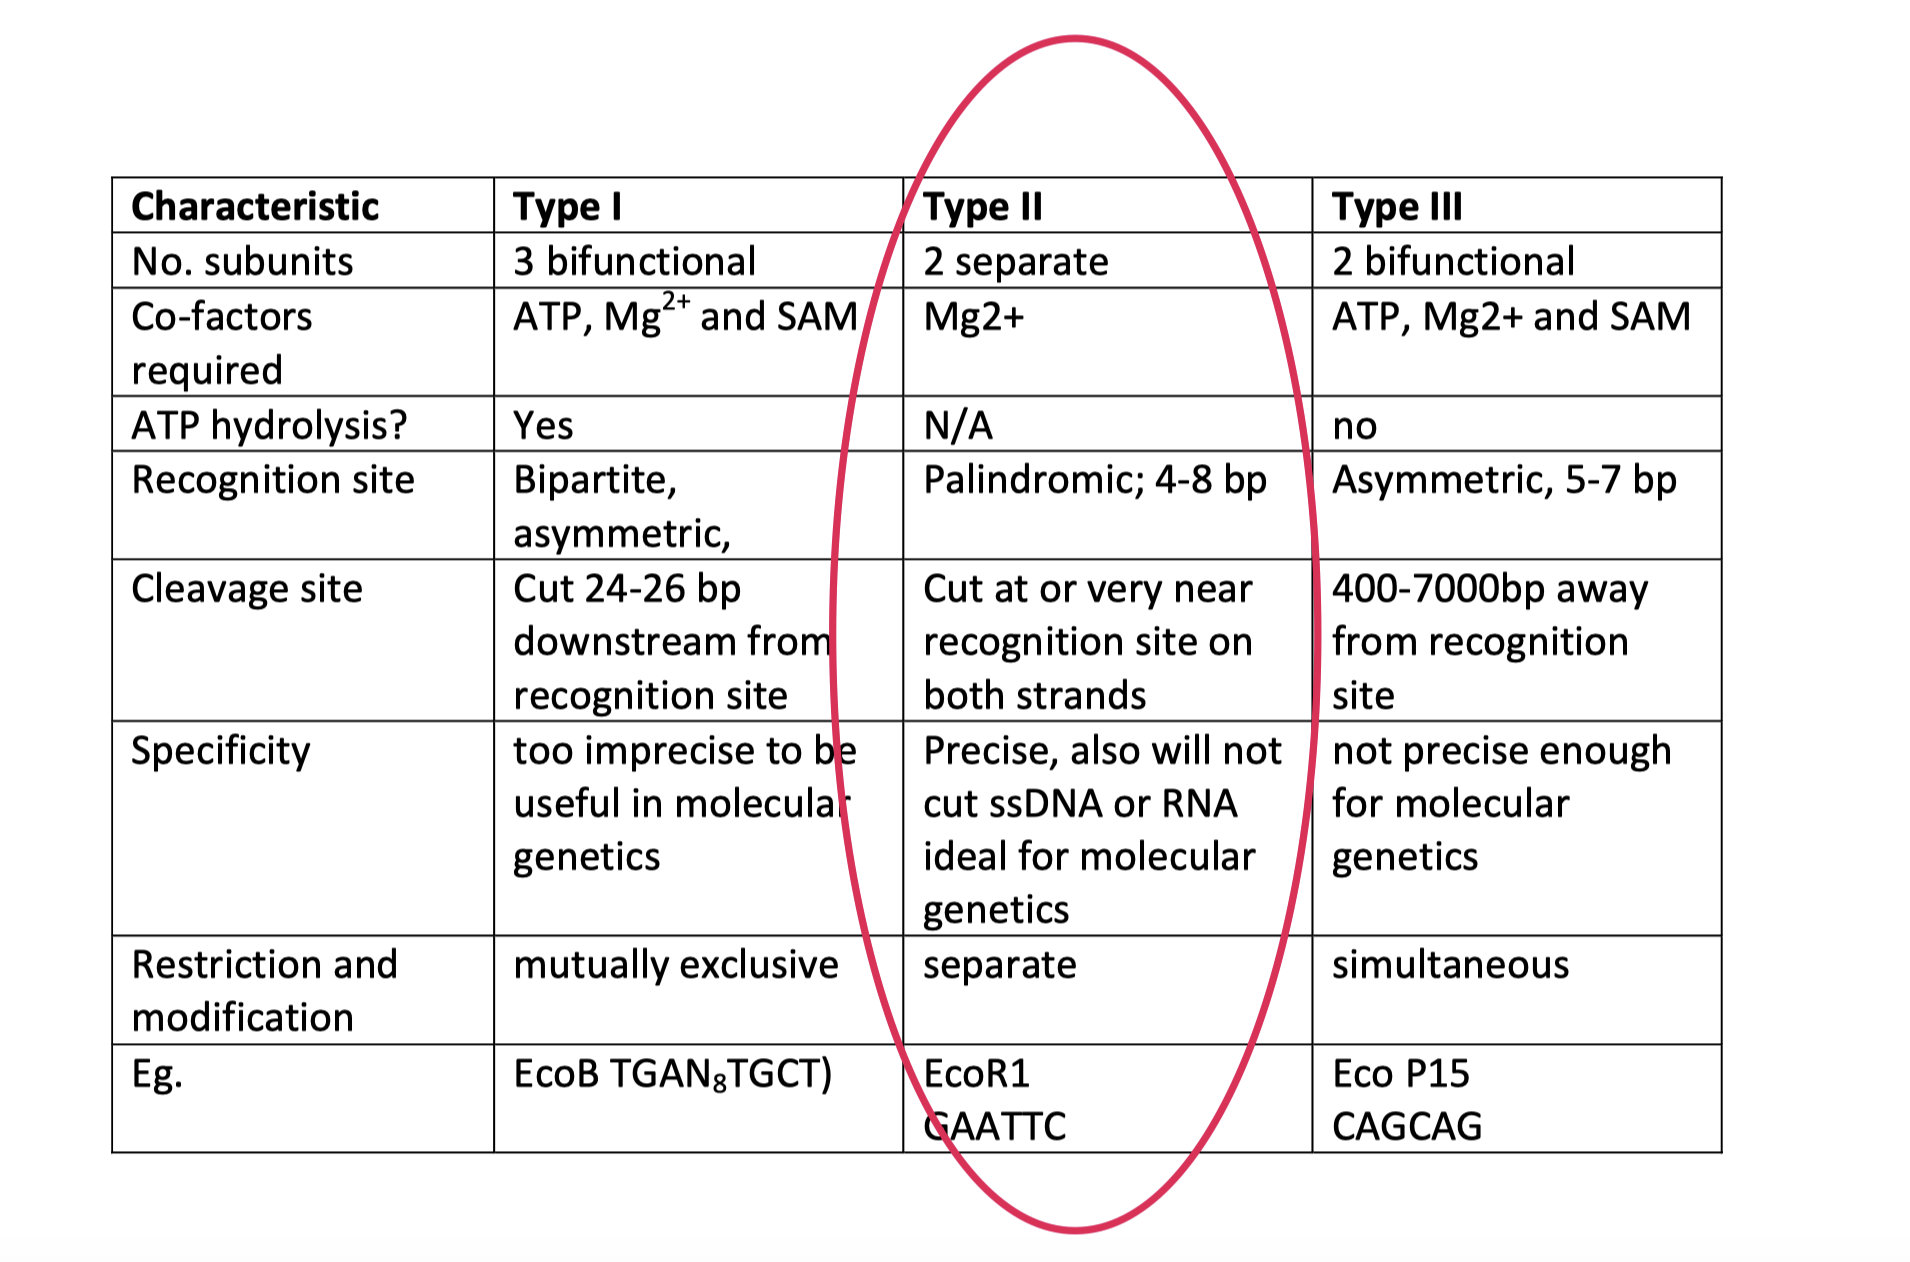 Characteristic Type I Type II Type III
No. subunits 3 bifunctional 2 separate 2 bifunctional
Co-factors ATP, Mg²⁺ and SAM Mg2+ ATP, Mg2+ and SAM
required
ATP hydrolysis? Yes N/A no
Recognition site Bipartite, Palindromic; 4-8 bp Asymmetric, 5-7 bp
asymmetric,
Cleavage site Cut 24-26 bp Cut at or very near 400-7000bp away
downstream from recognition site on from recognition
recognition site both strands site
Specificity too imprecise to be Precise, also will not not precise enough
useful in molecular cut ssDNA or RNA for molecular
genetics ideal for molecular genetics
genetics
Restriction and mutually exclusive separate simultaneous
modification
Eg. EcoB TGAN₈TGCT) EcoR1 Eco P15
GAATTC CAGCAG